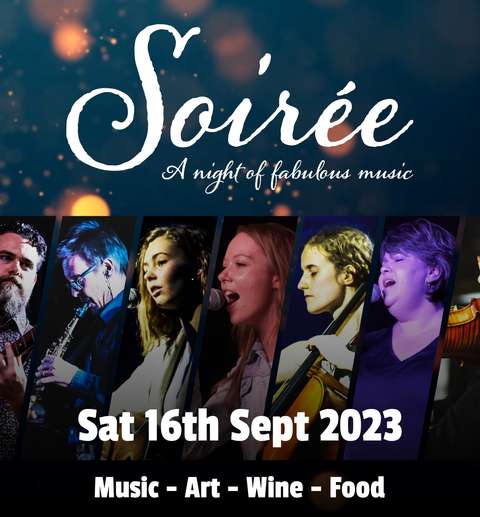 Soirée
A night of fabulous music
Sat 16th Sept 2023
Music - Art - Wine - Food